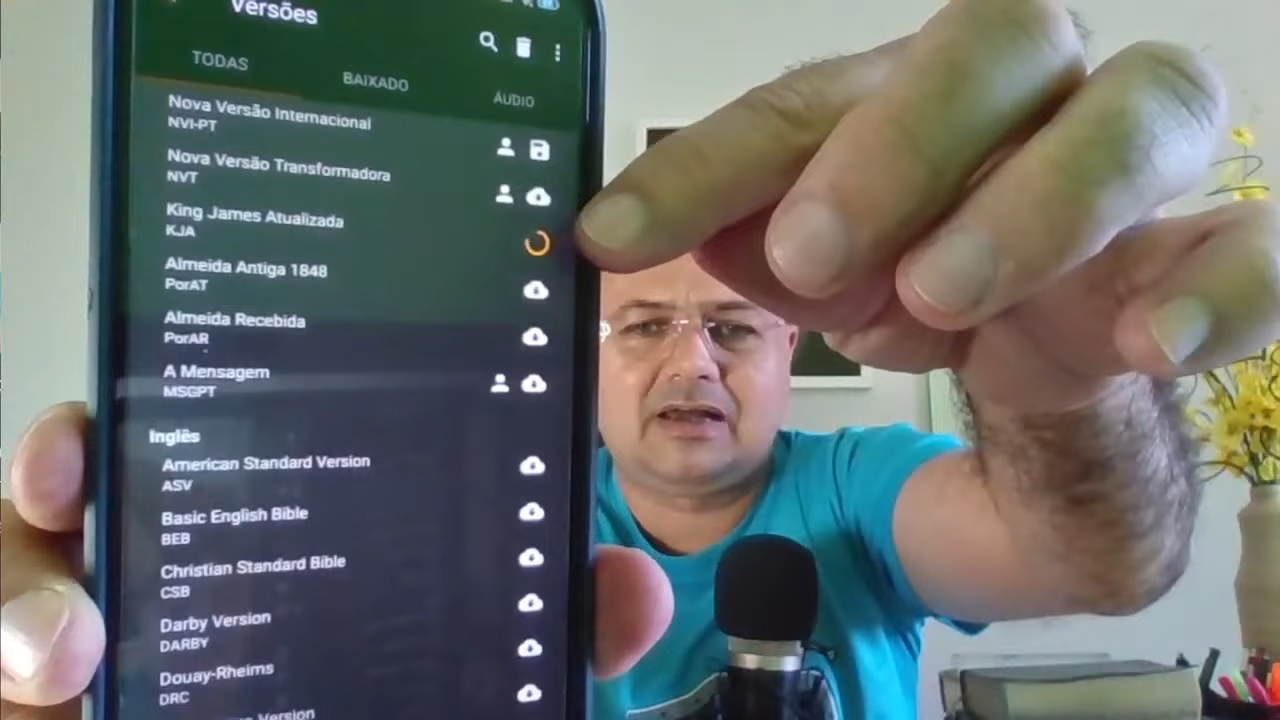 Versões
TODAS
BAIXADO
ÁUDIO
Nova Versão Internacional
NVI-PT
Nova Versão Transformadora
NVT
King James Atualizada
KJA
Almeida Antiga 1848
PorAT
Almeida Recebida
PorAR
A Mensagem
MSGPT
Inglês
American Standard Version
ASV
Basic English Bible
BEB
Christian Standard Bible
CSB
Darby Version
DARBY
Douay-Rheims
DRC
Version